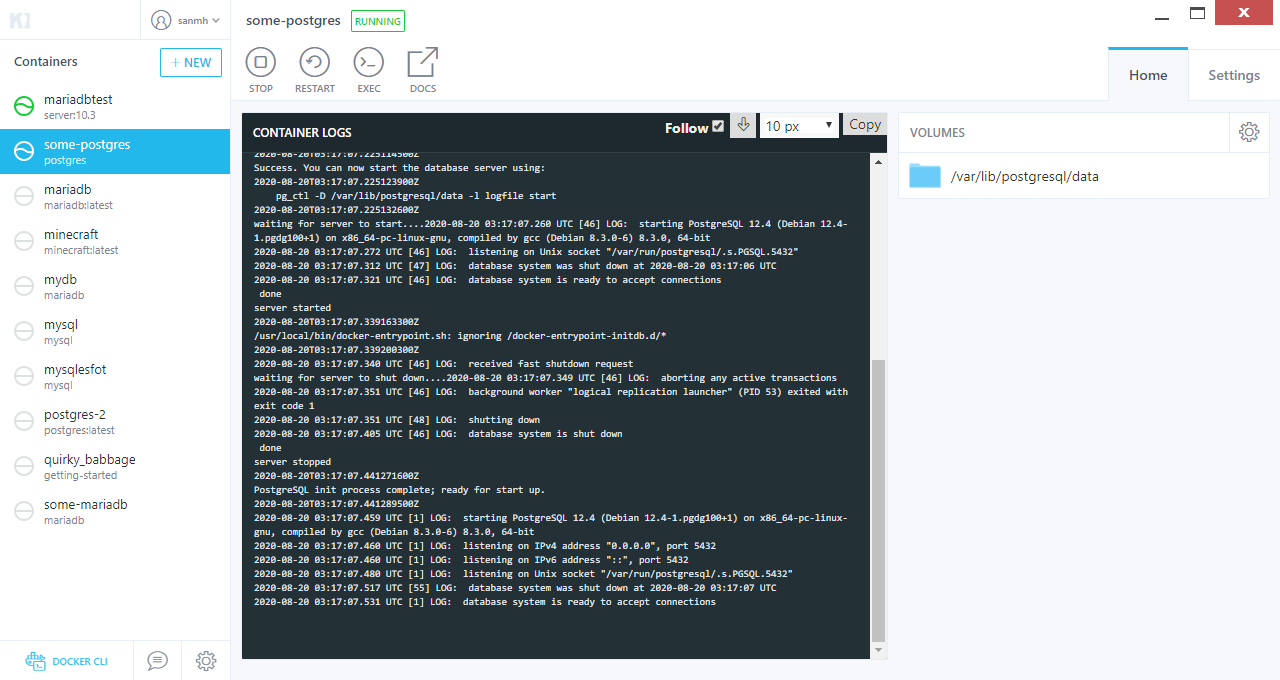 sanmh
some-postgres
RUNNING
Containers
+ NEW
STOP
RESTART
EXEC
DOCS
Home
Settings
mariadbtest
server:10.3
some-postgres
postgres
mariadb
mariadb:latest
minecraft
minecraft:latest
mydb
mariadb
mysql
mysql
mysqlesfot
mysql
postgres-2
postgres:latest
quirky_babbage
getting-started
some-mariadb
mariadb
DOCKER CLI
CONTAINER LOGS
Follow
10 px
Copy
2020-08-20T03:17:07.225114500Z
Success. You can now start the database server using:
2020-08-20T03:17:07.225123900Z
pg_ctl -D /var/lib/postgresql/data -l logfile start
2020-08-20T03:17:07.225132600Z
waiting for server to start....2020-08-20 03:17:07.260 UTC [46] LOG:  starting PostgreSQL 12.4 (Debian 12.4-
1.pgdg100+1) on x86_64-pc-linux-gnu, compiled by gcc (Debian 8.3.0-6) 8.3.0, 64-bit
2020-08-20 03:17:07.272 UTC [46] LOG:  listening on Unix socket "/var/run/postgresql/.s.PGSQL.5432"
2020-08-20 03:17:07.312 UTC [47] LOG:  database system was shut down at 2020-08-20 03:17:06 UTC
2020-08-20 03:17:07.321 UTC [46] LOG:  database system is ready to accept connections
done
server started
2020-08-20T03:17:07.339163300Z
/usr/local/bin/docker-entrypoint.sh: ignoring /docker-entrypoint-initdb.d/*
2020-08-20T03:17:07.339200300Z
2020-08-20 03:17:07.340 UTC [46] LOG:  received fast shutdown request
waiting for server to shut down....2020-08-20 03:17:07.349 UTC [46] LOG:  aborting any active transactions
2020-08-20 03:17:07.351 UTC [46] LOG:  background worker "logical replication launcher" (PID 53) exited with
exit code 1
2020-08-20 03:17:07.351 UTC [48] LOG:  shutting down
2020-08-20 03:17:07.405 UTC [46] LOG:  database system is shut down
done
server stopped
2020-08-20T03:17:07.441271600Z
PostgreSQL init process complete; ready for start up.
2020-08-20T03:17:07.441289500Z
2020-08-20 03:17:07.459 UTC [1] LOG:  starting PostgreSQL 12.4 (Debian 12.4-1.pgdg100+1) on x86_64-pc-linux-
gnu, compiled by gcc (Debian 8.3.0-6) 8.3.0, 64-bit
2020-08-20 03:17:07.460 UTC [1] LOG:  listening on IPv4 address "0.0.0.0", port 5432
2020-08-20 03:17:07.460 UTC [1] LOG:  listening on IPv6 address "::", port 5432
2020-08-20 03:17:07.480 UTC [1] LOG:  listening on Unix socket "/var/run/postgresql/.s.PGSQL.5432"
2020-08-20 03:17:07.517 UTC [55] LOG:  database system was shut down at 2020-08-20 03:17:07 UTC
2020-08-20 03:17:07.531 UTC [1] LOG:  database system is ready to accept connections
VOLUMES
/var/lib/postgresql/data